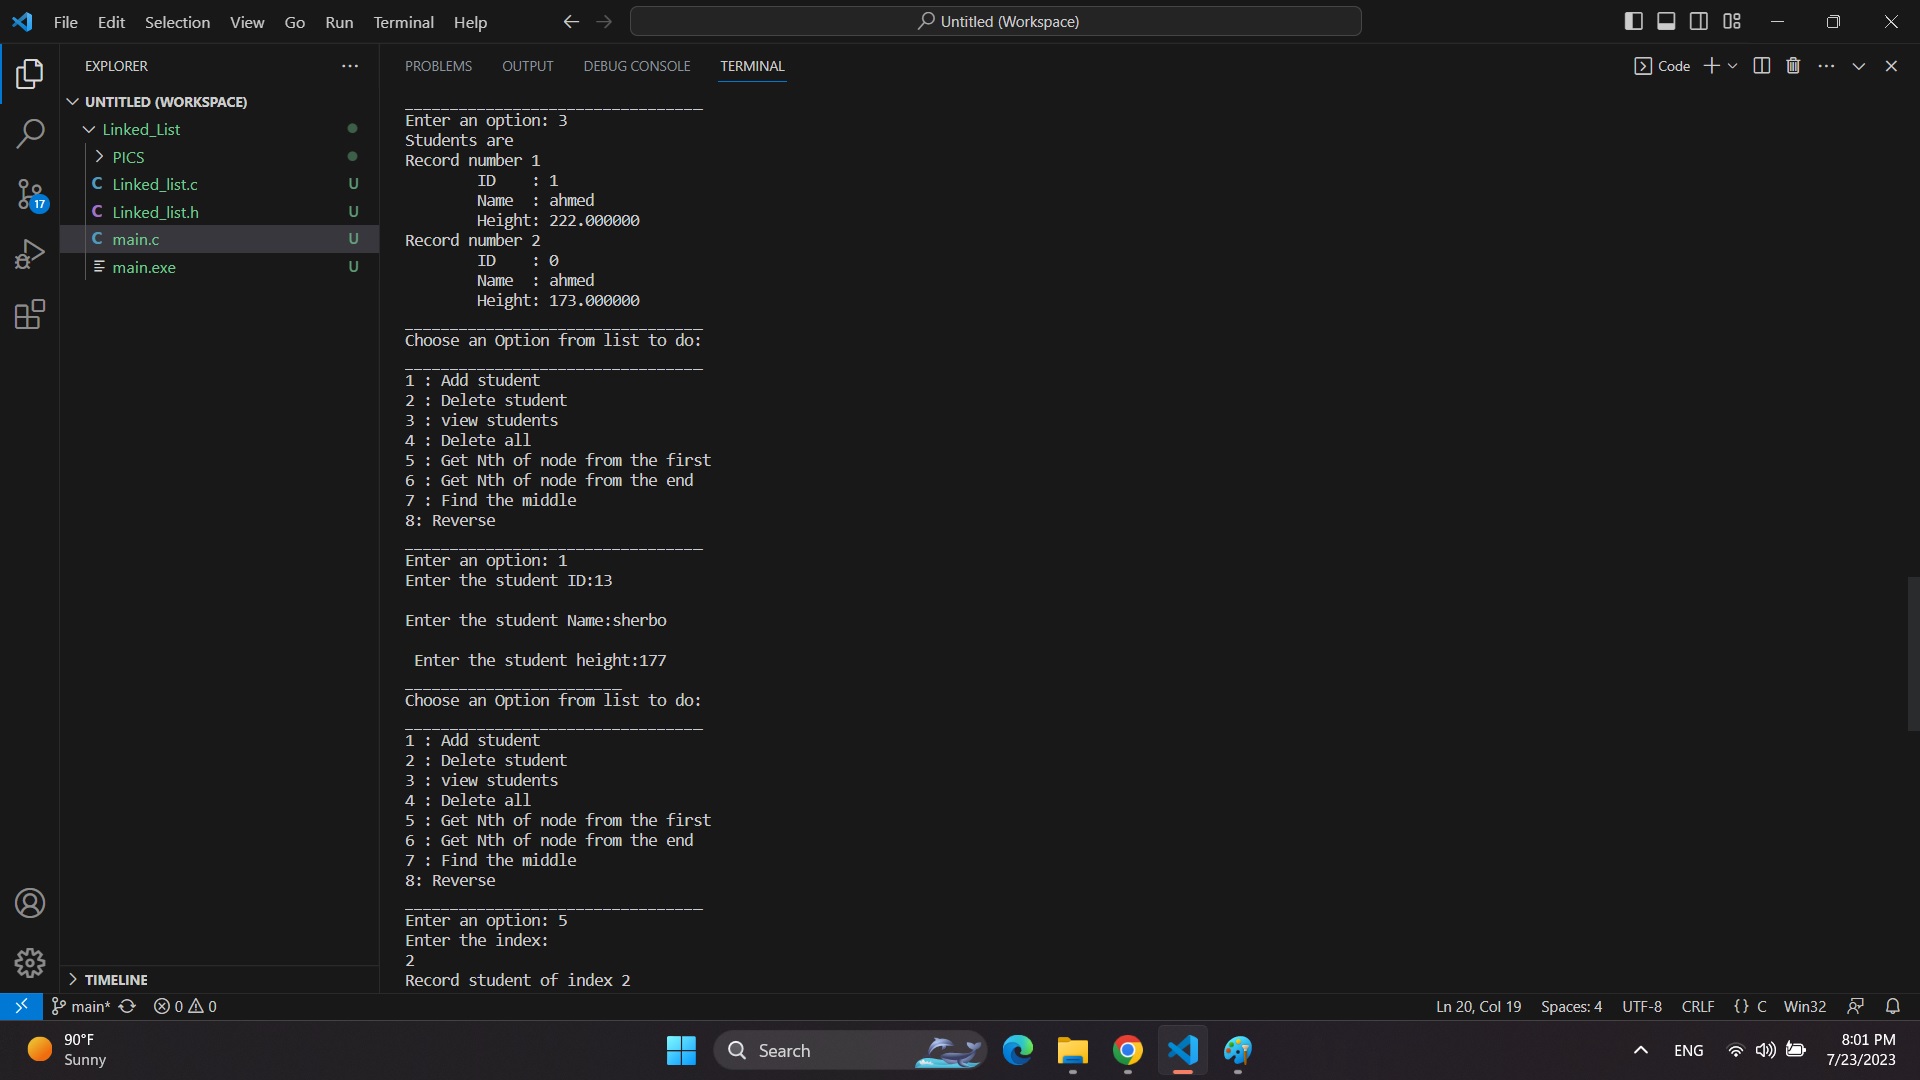 File Edit Selection View Go Run Terminal Help
Untitled (Workspace)
EXPLORER
UNTITLED (WORKSPACE)
Linked_List
PICS
C Linked_list.c U
C Linked_list.h U
C main.c U
main.exe U
17
TIMELINE
PROBLEMS OUTPUT DEBUG CONSOLE TERMINAL
Code
_________________________________
Enter an option: 3
Students are
Record number 1
ID : 1
Name : ahmed
Height: 222.000000
Record number 2
ID : 0
Name : ahmed
Height: 173.000000
_________________________________
Choose an Option from list to do:
_________________________________
1 : Add student
2 : Delete student
3 : view students
4 : Delete all
5 : Get Nth of node from the first
6 : Get Nth of node from the end
7 : Find the middle
8: Reverse
_________________________________
Enter an option: 1
Enter the student ID:13
Enter the student Name:sherbo
Enter the student height:177
________________________
Choose an Option from list to do:
_________________________________
1 : Add student
2 : Delete student
3 : view students
4 : Delete all
5 : Get Nth of node from the first
6 : Get Nth of node from the end
7 : Find the middle
8: Reverse
_________________________________
Enter an option: 5
Enter the index:
2
Record student of index 2
main* 0 0 Ln 20, Col 19 Spaces: 4 UTF-8 CRLF {} C Win32
90°F
Sunny
Search
ENG
8:01 PM
7/23/2023